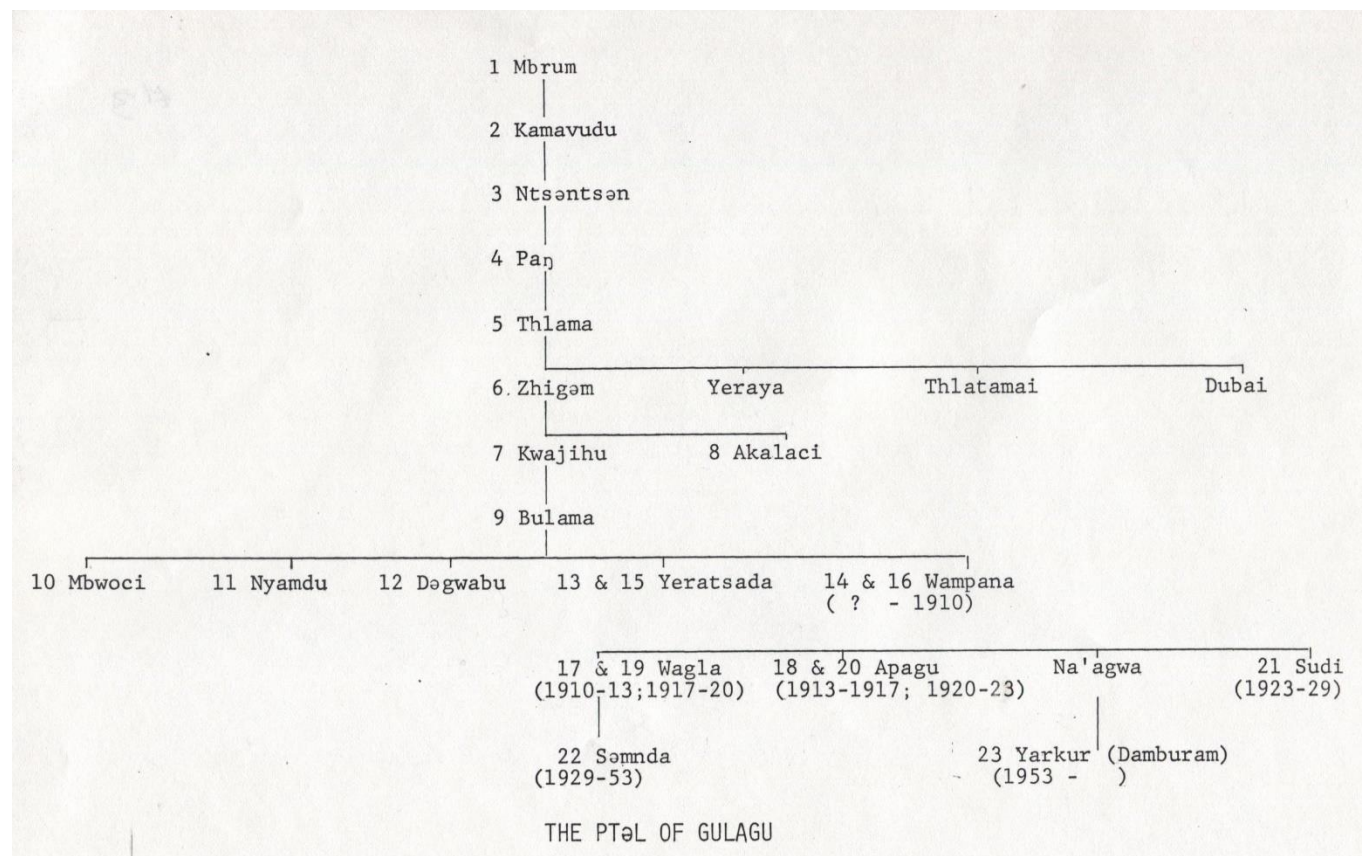 1 Mbrum
2 Kamavudu
3 Ntsəntsən
4 Paŋ
5 Thlama
6. Zhigəm Yeraya Thlatamai Dubai
7 Kwajihu 8 Akalaci
9 Bulama
10 Mbwoci 11 Nyamdu 12 Dəgwabu 13 & 15 Yeratsada 14 & 16 Wampana
( ? - 1910)
17 & 19 Wagla 18 & 20 Apagu Na'agwa 21 Sudi
(1910-13;1917-20) (1913-1917; 1920-23) (1923-29)
22 Səmnda 23 Yarkur (Damburam)
(1929-53) (1953 - )
THE PTəL OF GULAGU